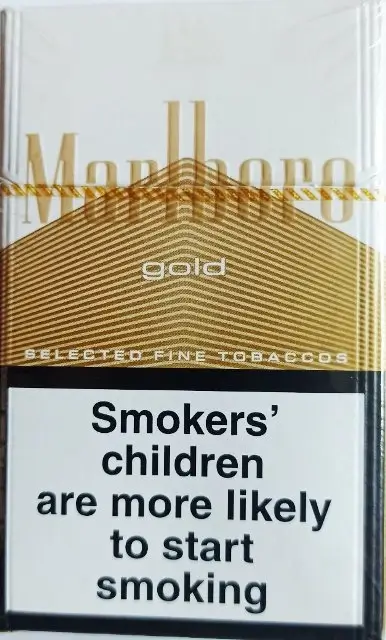 Marlboro
gold
SELECTED FINE TOBACCOS
Smokers’
children
are more likely
to start
smoking